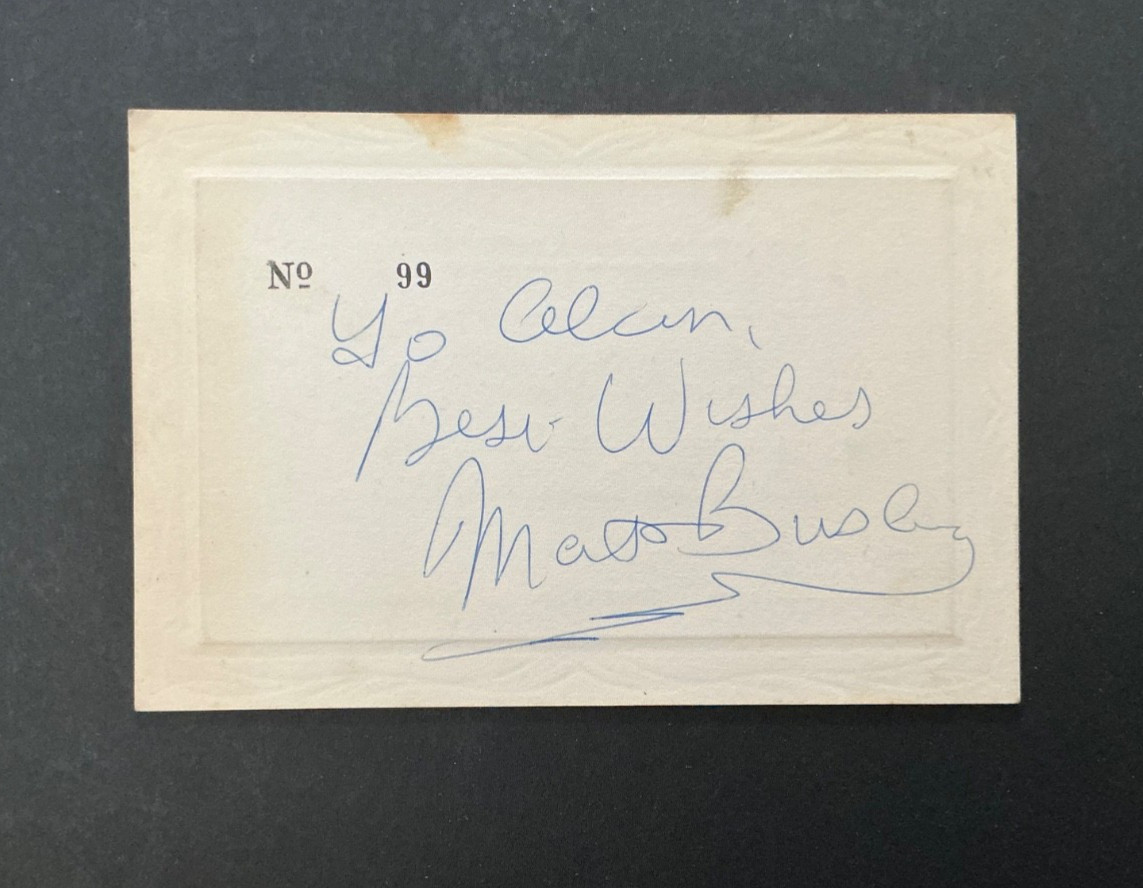 Nº 99
To Alan,
Best Wishes
Matt Busby